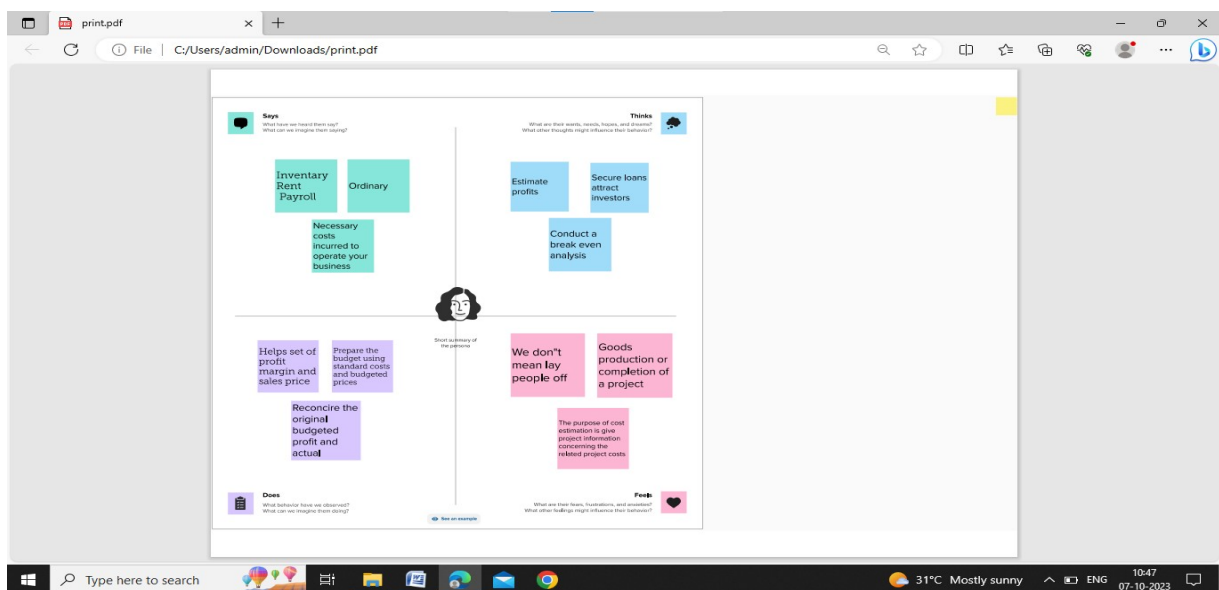 print.pdf
File
C:/Users/admin/Downloads/print.pdf
Says
What have we heard them say?
What can we imagine them saying?
Thinks
What are their wants, needs, hopes, and dreams?
What other thoughts might influence their behavior?
Inventary
Rent
Payroll
Ordinary
Necessary
costs
incurred to
operate your
business
Estimate
profits
Secure loans
attract
investors
Conduct a
break even
analysis
Short summary of
the persona
Helps set of
profit
margin and
sales price
Prepare the
budget using
standard costs
and budgeted
prices
Reconcire the
original
budgeted
profit and
actual
We don"t
mean lay
people off
Goods
production or
completion of
a project
The purpose of cost
estimation is give
project information
concerning the
related project costs
Does
What behavior have we observed?
What can we imagine them doing?
Feels
What are their fears, frustrations, and anxieties?
What other feelings might influence their behavior?
See an example
Type here to search
31°C Mostly sunny
ENG
10:47
07-10-2023